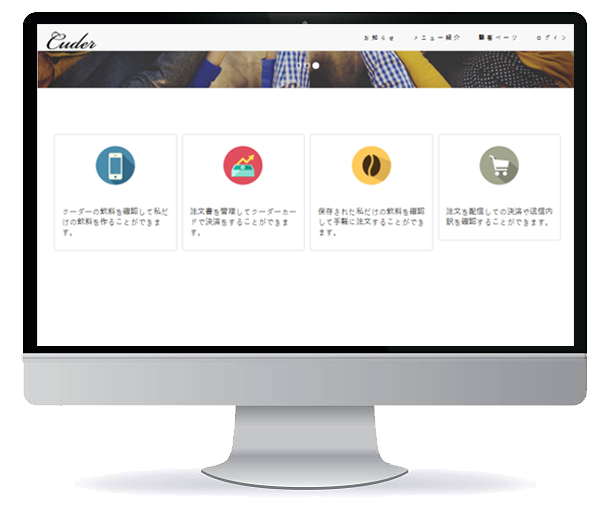 Cuder
お知らせ
メニュー紹介
顧客ページ
ログイン
クーダーの飲料を確認して私だ
けの飲料を作ることができま
す。
注文書を管理してクーダーカー
ドで決済をすることができま
す。
保存された私だけの飲料を確認
して手軽に注文することができ
ます。
注文を配信しての決済や送信内
訳を確認することができます。